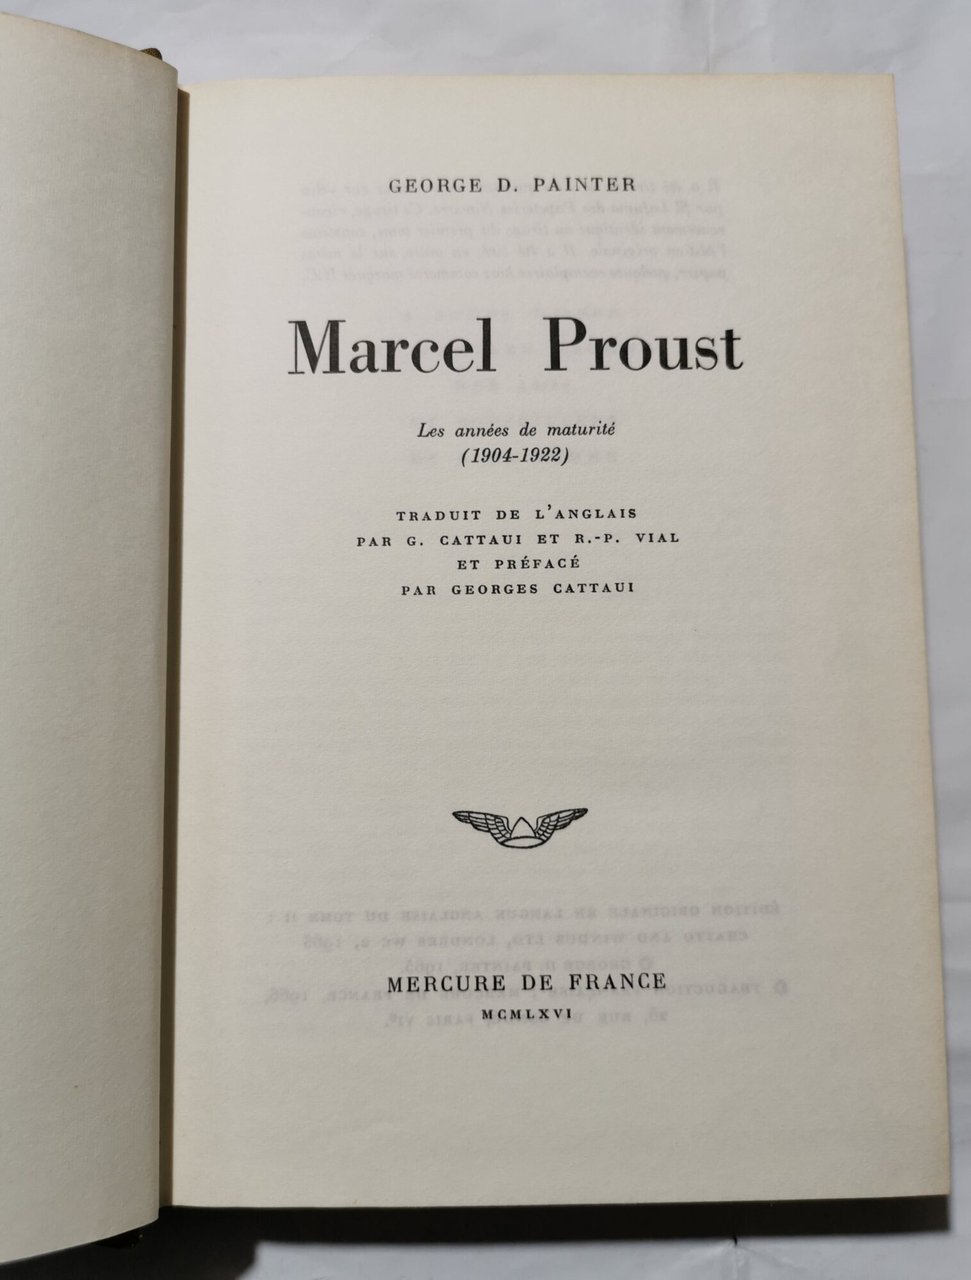 GEORGE D. PAINTER
Marcel Proust
Les années de maturité
(1904-1922)
TRADUIT DE L'ANGLAIS
PAR G. CATTAUI ET R.-P. VIAL
ET PRÉFACÉ
PAR GEORGES CATTAUI
MERCURE DE FRANCE
MCMLXVI